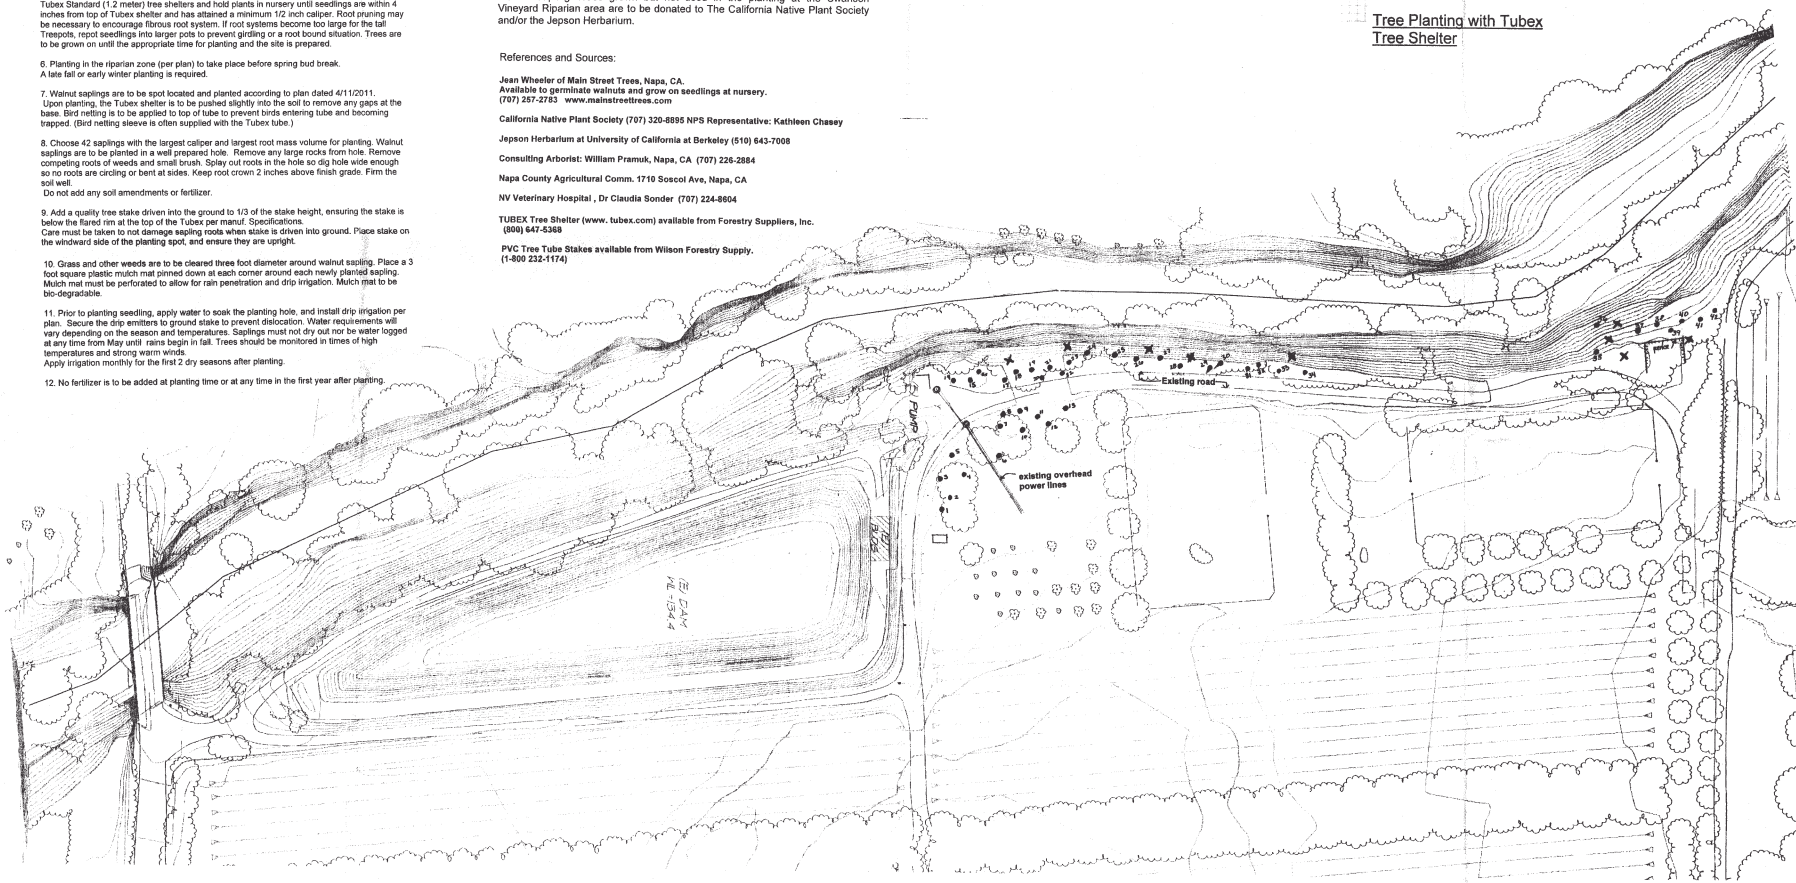 Tubex Standard (1.2 meter) tree shelters and hold plants in nursery until seedlings are within 4
inches from top of Tubex shelter and has attained a minimum 1/2 inch caliper. Root pruning may
be necessary to encourage fibrous root system. If root systems become too large for the tall
Treepots, repot seedlings into larger pots to prevent girdling or a root bound situation. Trees are
to be grown on until the appropriate time for planting and the site is prepared.
6. Planting in the riparian zone (per plan) to take place before spring bud break.
A late fall or early winter planting is required.
7. Walnut saplings are to be spot located and planted according to plan dated 4/11/2011.
Upon planting, the Tubex shelter is to be pushed slightly into the soil to remove any gaps at the
base. Bird netting is to be applied to top of tube to prevent birds entering tube and becoming
trapped. (Bird netting sleeve is often supplied with the Tubex tube.)
8. Choose 42 saplings with the largest caliper and largest root mass volume for planting. Walnut
saplings are to be planted in a well prepared hole. Remove any large rocks from hole. Remove
competing roots of weeds and small brush. Splay out roots in the hole so dig hole wide enough
so no roots are circling or bent at sides. Keep root crown 2 inches above finish grade. Firm the
soil well.
Do not add any soil amendments or fertilizer.
9. Add a quality tree stake driven into the ground to 1/3 of the stake height, ensuring the stake is
below the flared rim at the top of the Tubex per manuf. Specifications.
Care must be taken to not damage sapling roots when stake is driven into ground. Place stake on
the windward side of the planting spot, and ensure they are upright.
10. Grass and other weeds are to be cleared three foot diameter around walnut sapling. Place a 3
foot square plastic mulch mat pinned down at each corner around each newly planted sapling.
Mulch mat must be perforated to allow for rain penetration and drip irrigation. Mulch mat to be
bio-degradable.
11. Prior to planting seedling, apply water to soak the planting hole, and install drip irrigation per
plan. Secure the drip emitters to ground stake to prevent dislocation. Water requirements will
vary depending on the season and temperatures. Saplings must not dry out nor be water logged
at any time from May until rains begin in fall. Trees should be monitored in times of high
temperatures and strong warm winds.
Apply irrigation monthly for the first 2 dry seasons after planting.
12. No fertilizer is to be added at planting time or at any time in the first year after planting.
Vineyard Riparian area are to be donated to The California Native Plant Society
and/or the Jepson Herbarium.
References and Sources:
Jean Wheeler of Main Street Trees, Napa, CA.
Available to germinate walnuts and grow on seedlings at nursery.
(707) 257-2783 www.mainstreettrees.com
California Native Plant Society (707) 320-8895 NPS Representative: Kathleen Chasey
Jepson Herbarium at University of California at Berkeley (510) 643-7008
Consulting Arborist: William Pramuk, Napa, CA (707) 226-2884
Napa County Agricultural Comm. 1710 Soscol Ave, Napa, CA
NV Veterinary Hospital , Dr Claudia Sonder (707) 224-8604
TUBEX Tree Shelter (www. tubex.com) available from Forestry Suppliers, Inc.
(800) 647-5368
PVC Tree Tube Stakes available from Wilson Forestry Supply.
(1-800 232-1174)
Tree Planting with Tubex
Tree Shelter
Existing road
PUMP
existing overhead
power lines